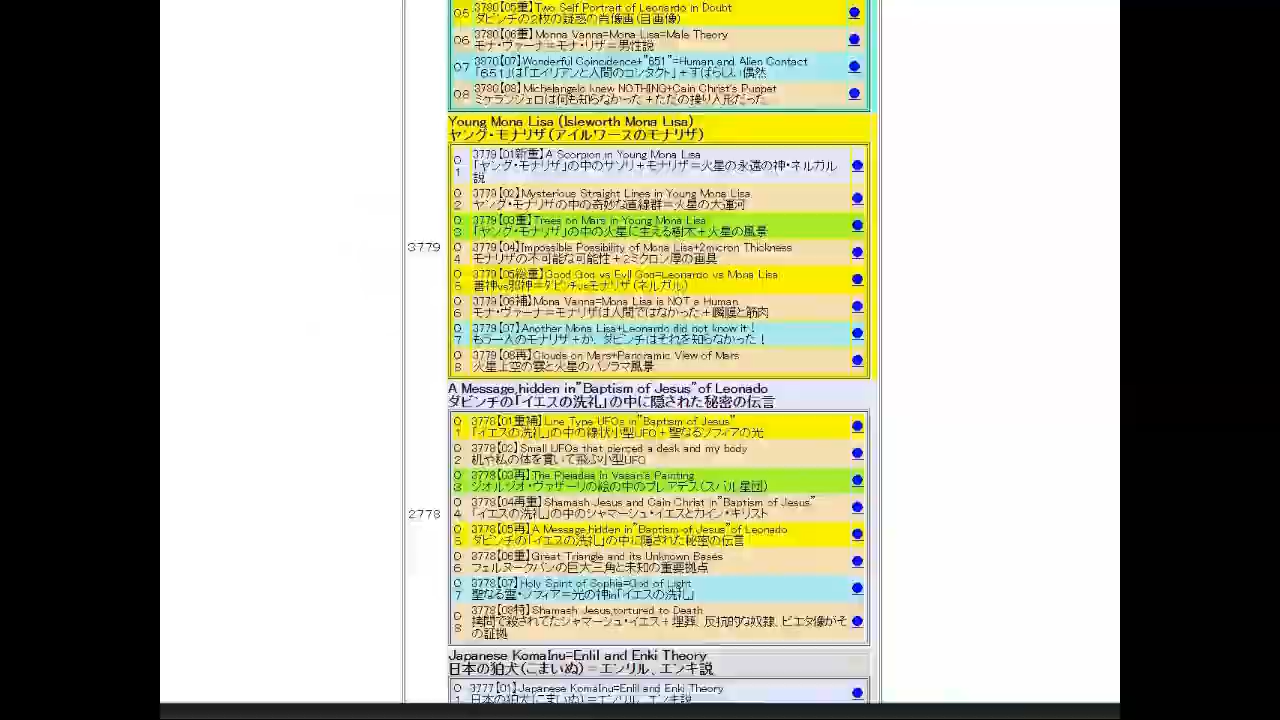 05 3780【05重】Two Self Portrait of Leonardo in Doubt
ダビンチの2枚の疑惑の肖像画(自画像)
06 3780【06重】Monna Vanna=Mona Lisa=Male Theory
モナ・ヴァーナ=モナ・リザ=男性説
07 3870【07】Wonderful Coincidence+"651"=Human and Alien Contact
「651」は「エイリアンと人間のコンタクト」+すばらしい偶然
08 3780【08】Michelangelo knew NOTHING+Cain Christ's Puppet
ミケランジェロは何も知らなかった+ただの操り人形だった
Young Mona Lisa (Isleworth Mona Lisa)
ヤング・モナリザ(アイルワースのモナリザ)
3779
01 3779【01新重】A Scorpion in Young Mona Lisa
「ヤング・モナリザ」の中のサソリ+モナリザ=火星の永遠の神・ネルガル
説
02 3779【02】Mysterious Straight Lines in Young Mona Lisa
ヤング・モナリザの中の奇妙な直線群=火星の大運河
03 3779【03重】Trees on Mars in Young Mona Lisa
「ヤング・モナリザ」の中の火星に生える樹木+火星の風景
04 3779【04】Impossible Possibility of Mona Lisa+2micron Thickness
モナリザの不可能な可能性+2ミクロン厚の画具
05 3779【05総重】Good God vs Evil God=Leonardo vs Mona Lisa
善神vs邪神=ダビンチvsモナリザ(ネルガル)
06 3779【06補】Mona Vanna=Mona Lisa is NOT a Human
モナ・ヴァーナ=モナリザは人間ではなかった+瞬膜と筋肉
07 3779【07】Another Mona Lisa+Leonardo did not know it!
もう一人のモナリザ+が、ダビンチはそれを知らなかった!
08 3779【08再】Clouds on Mars+Panoramic View of Mars
火星上空の雲と火星のパノラマ風景
A Message,hidden in"Baptism of Jesus"of Leonado
ダビンチの「イエスの洗礼」の中に隠された秘密の伝言
2778
01 3778【01重補】Line Type UFOs in"Baptism of Jesus"
「イエスの洗礼」の中の線状小型UFO+聖なるソフィアの光
02 3778【02】Small UFOs that pierced a desk and my body
机や私の体を貫いて飛ぶ小型UFO
03 3778【03再】The Pleiades in Vasari's Painting
ジオルジオ・ヴァザーリの絵の中のプレアデス(スバル星団)
04 3778【04再重】Shamash Jesus and Cain Christ in"Baptism of Jesus"
「イエスの洗礼」の中のシャマーシュ・イエスとカイン・キリスト
05 3778【05再】A Message,hidden in"Baptism of Jesus"of Leonado
ダビンチの「イエスの洗礼」の中に隠された秘密の伝言
06 3778【06重】Great Triangle and its Unknown Bases
フェルヌークバンの巨大三角と未知の重要拠点
07 3778【07】Holy Spirit of Sophia=God of Light
聖なる霊・ソフィア=光の神in「イエスの洗礼」
08 3778【08特】Shamash Jesus,tortured to Death
拷問で殺されてたシャマーシュ・イエス+埋葬、反抗的な奴隷、ピエタ像がそ
の証拠
Japanese KomaInu=Enlil and Enki Theory
日本の狛犬(こまいぬ)=エンリル、エンキ説
01 3777【01】Japanese KomaInu=Enlil and Enki Theory
日本の狛犬(こまいぬ)=エンリル、エンキ説